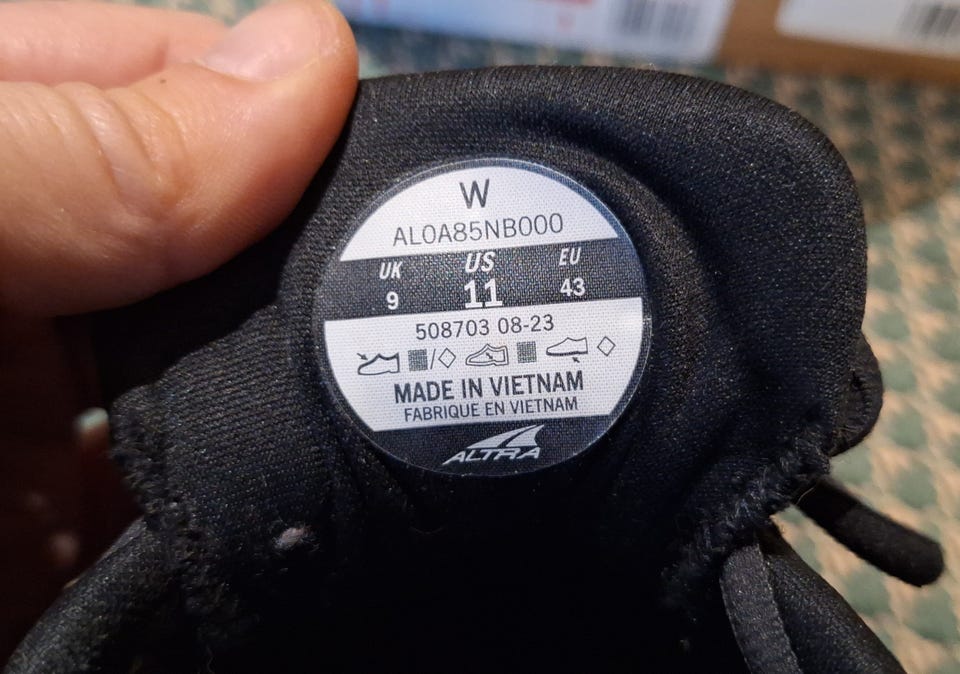 W
AL0A85NB000
UK US EU
9 11 43
508703 08-23
MADE IN VIETNAM
FABRIQUE EN VIETNAM
ALTRA